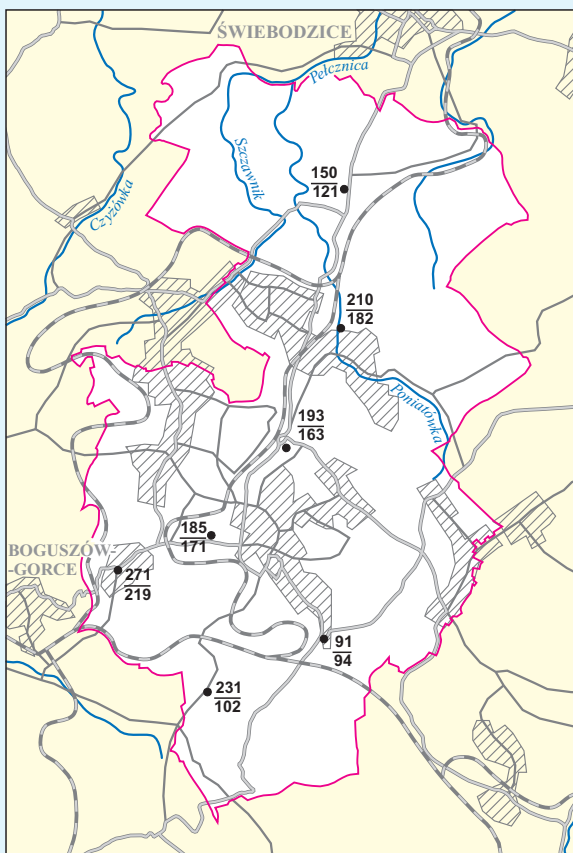 ŚWIEBODZICE
Pełcznica
Szczawnik
150
121
Czyżówka
210
182
Poniatówka
193
163
185
171
BOGUSZÓW-
-GORCE
271
219
91
94
231
102